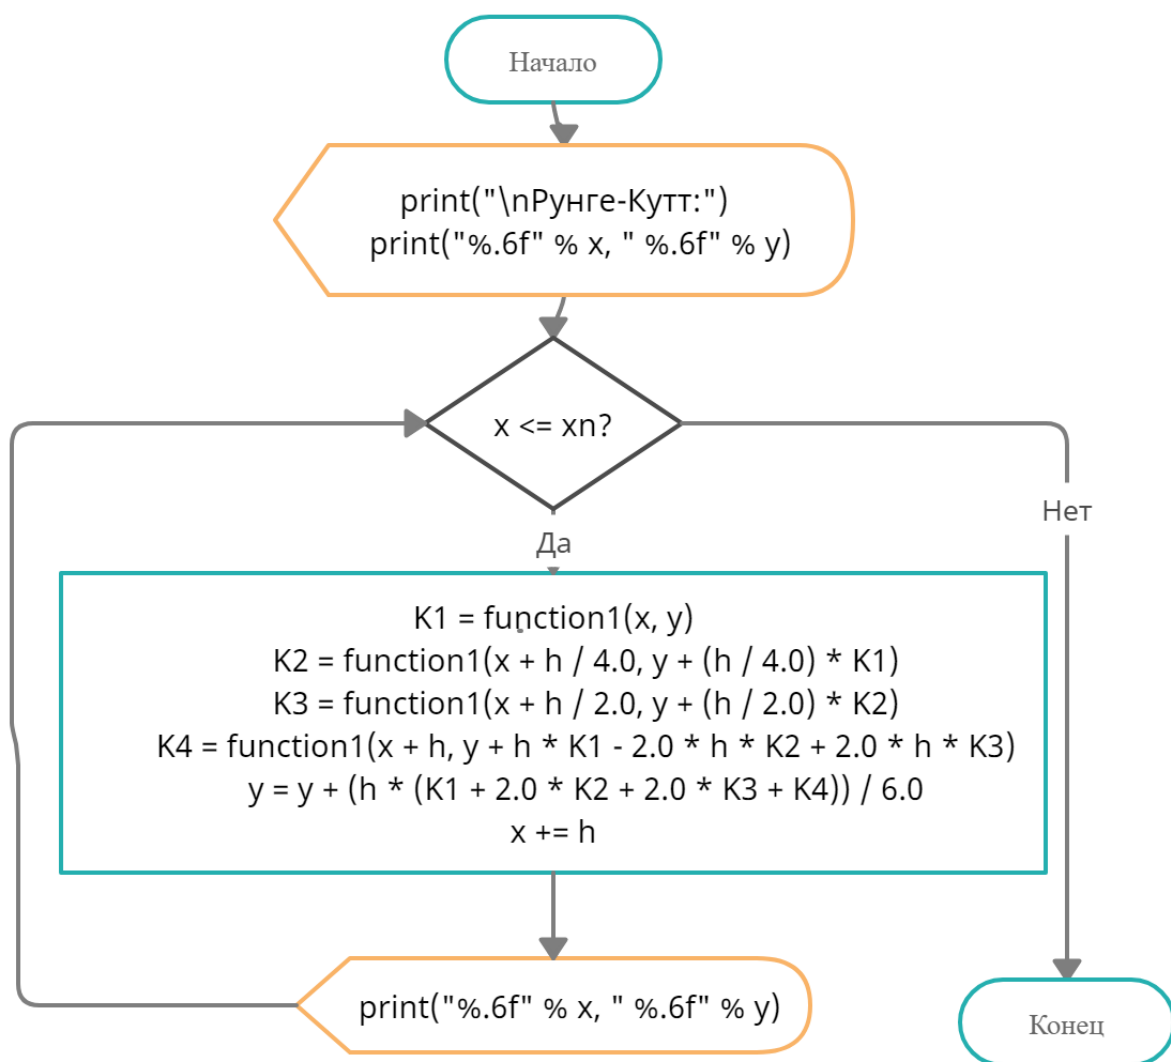 Начало
print("\nРунге-Кутт:")
print("%.6f" % x, " %.6f" % y)
x <= xn?
Да
Нет
K1 = function1(x, y)
K2 = function1(x + h / 4.0, y + (h / 4.0) * K1)
K3 = function1(x + h / 2.0, y + (h / 2.0) * K2)
K4 = function1(x + h, y + h * K1 - 2.0 * h * K2 + 2.0 * h * K3)
y = y + (h * (K1 + 2.0 * K2 + 2.0 * K3 + K4)) / 6.0
x += h
print("%.6f" % x, " %.6f" % y)
Конец